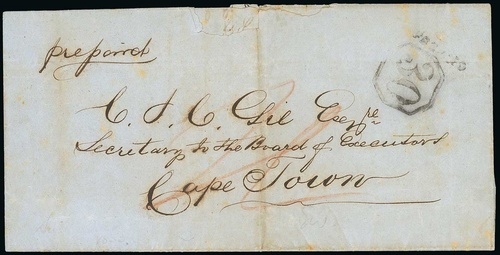 prepaid
C. J. C. Gie Esqre
Secretary to the Board of Executors
Cape Town